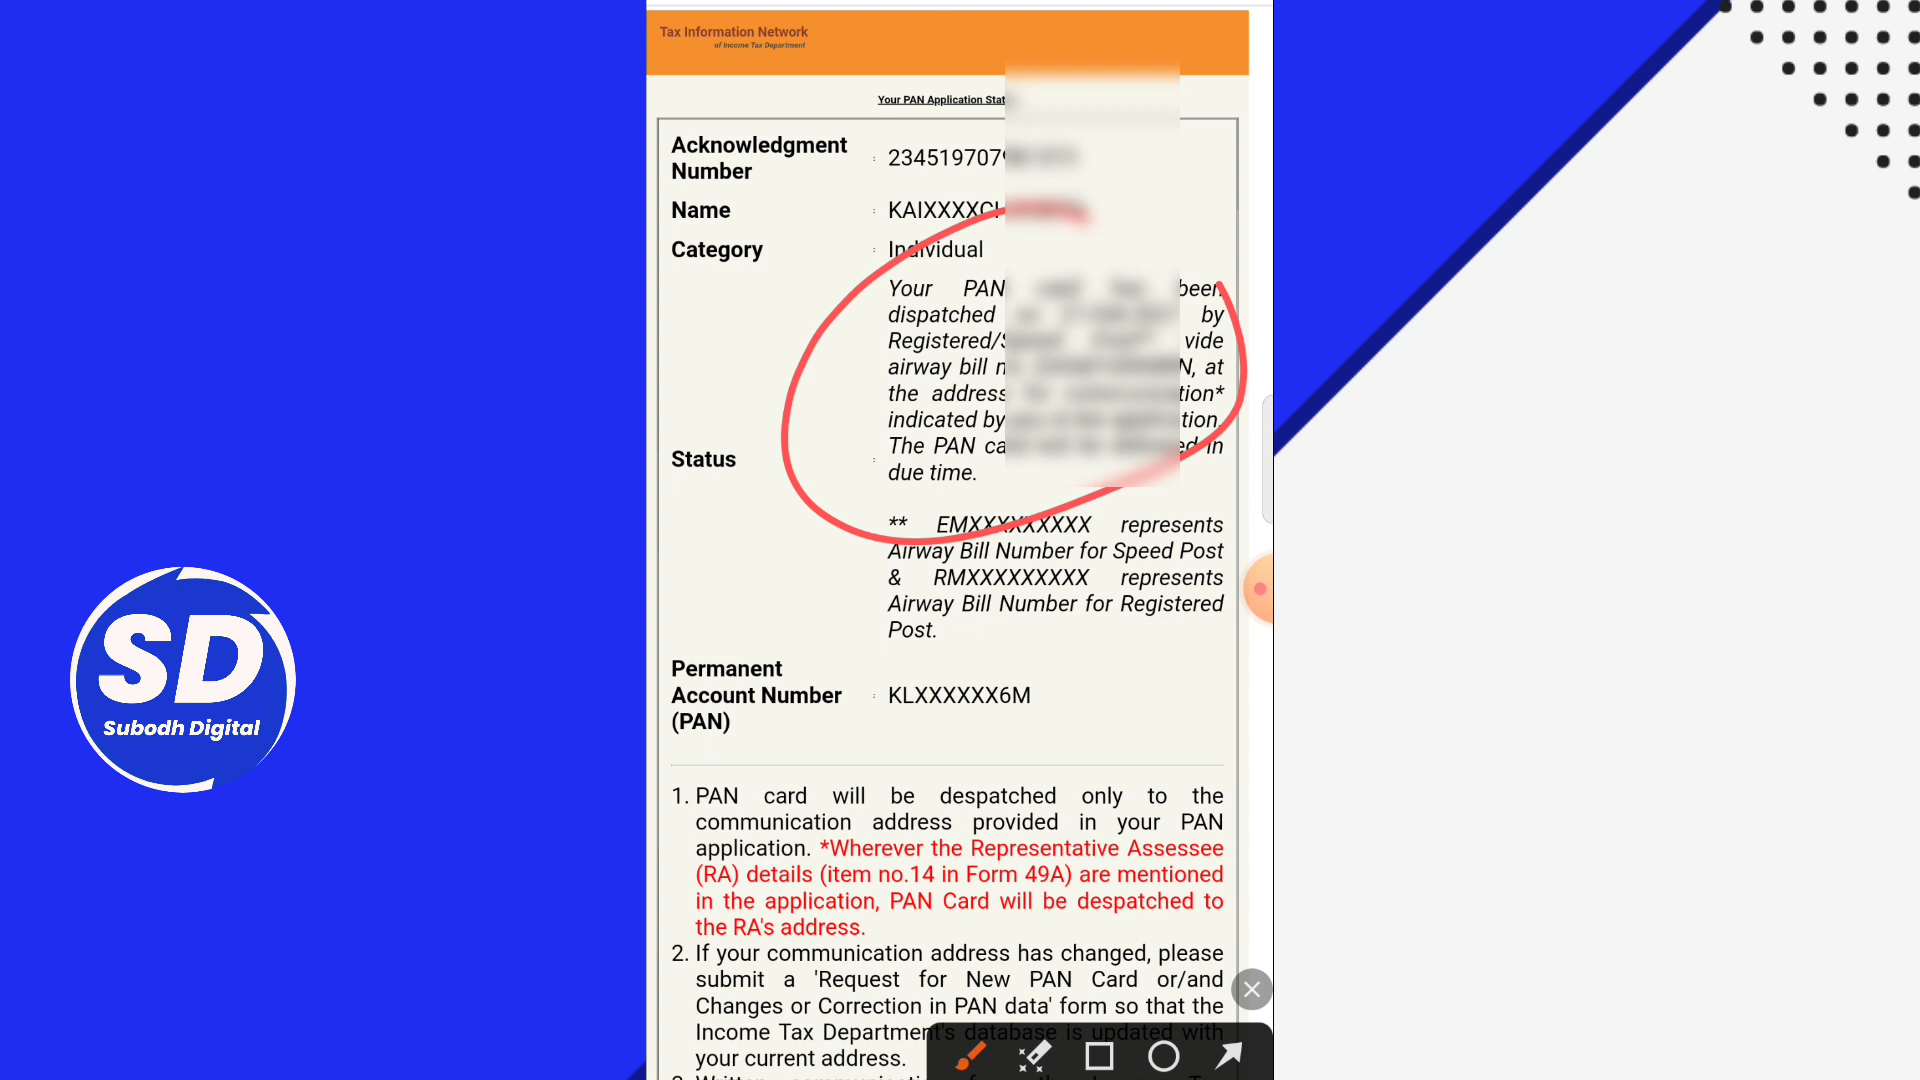 Tax Information Network
of Income Tax Department
Your PAN Application
Acknowledgment
Number
:
Name
:
Category : Individual
Your PAN been
dispatched by
vide
airway bill at
the address
indicated by
The PAN in
due time.
Status :
** EMXXXXXXXXX represents
Airway Bill Number for Speed Post
& RMXXXXXXXXX represents
Airway Bill Number for Registered
Post.
Permanent
Account Number : KLXXXXXX6M
(PAN)
1. PAN card will be despatched only to the
communication address provided in your PAN
application. *Wherever the Representative Assessee
(RA) details (item no.14 in Form 49A) are mentioned
in the application, PAN Card will be despatched to
the RA's address.
2. If your communication address has changed, please
submit a 'Request for New PAN Card or/and
Changes or Correction in PAN data' form so that the
Income Tax Department's database is updated with
your current address.
SD
Subodh Digital